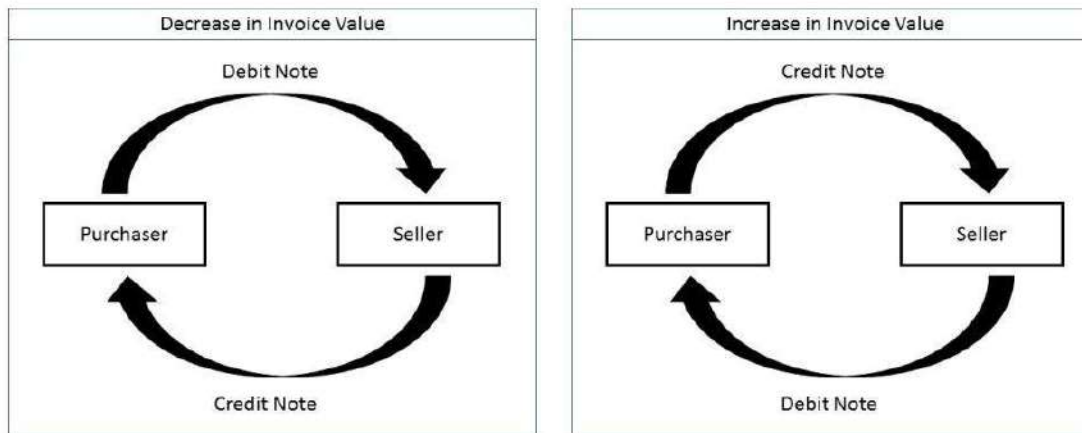 Decrease in Invoice Value
Debit Note
Purchaser
Seller
Credit Note
Increase in Invoice Value
Credit Note
Purchaser
Seller
Debit Note